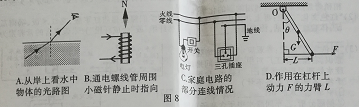 N
火线
零线
地线
开关
电灯
三孔插座
O
θ
G
F
L
A.从岸上看水中
物体的光路图
B.通电螺线管周围
小磁针静止时指向
C.家庭电路的
部分连线情况
D.作用在杠杆上
动力 F 的力臂 L
图 8